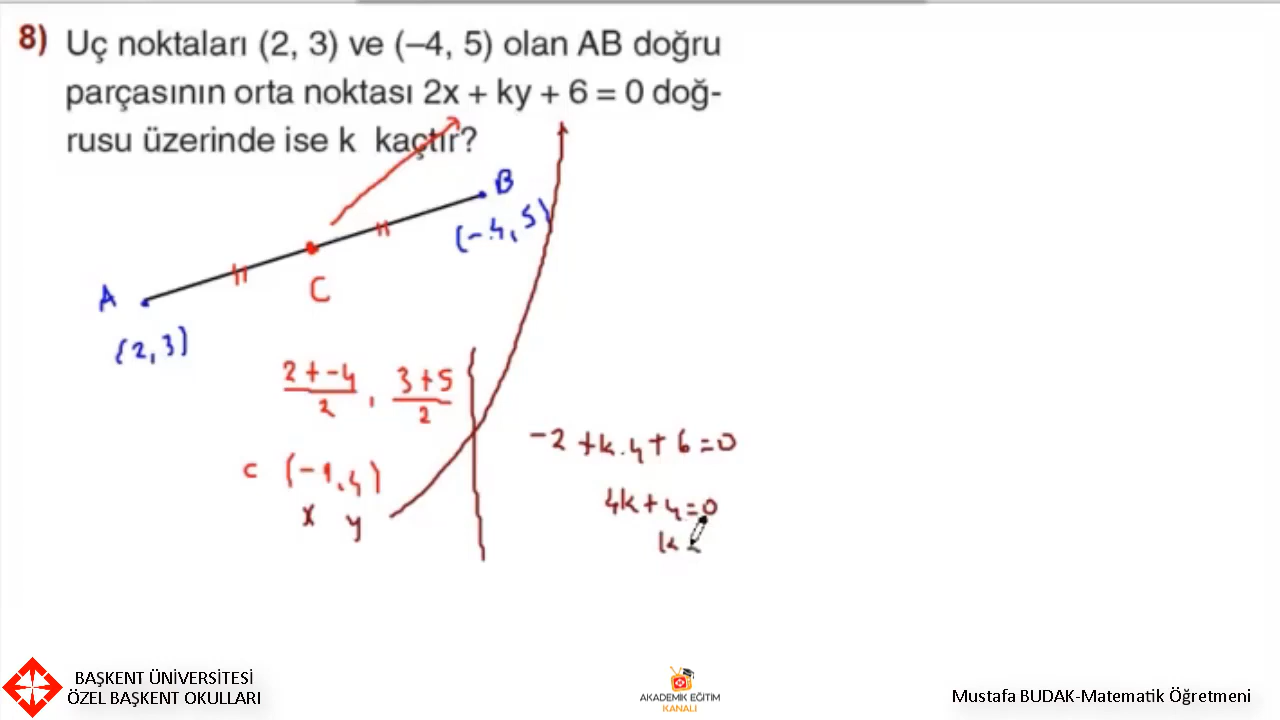 8) Uç noktaları (2, 3) ve (–4, 5) olan AB doğru
parçasının orta noktası 2x + ky + 6 = 0 doğ-
rusu üzerinde ise k kaçtır?
B
(-4, 5)
A
C
(2, 3)
2+-4/2 , 3+5/2
-2 + k.4 + 6 = 0
C (-1, 4)
4k + 4 = 0
x y
k =
BAŞKENT ÜNİVERSİTESİ
ÖZEL BAŞKENT OKULLARI
AKADEMİK EĞİTİM
KANALI
Mustafa BUDAK-Matematik Öğretmeni